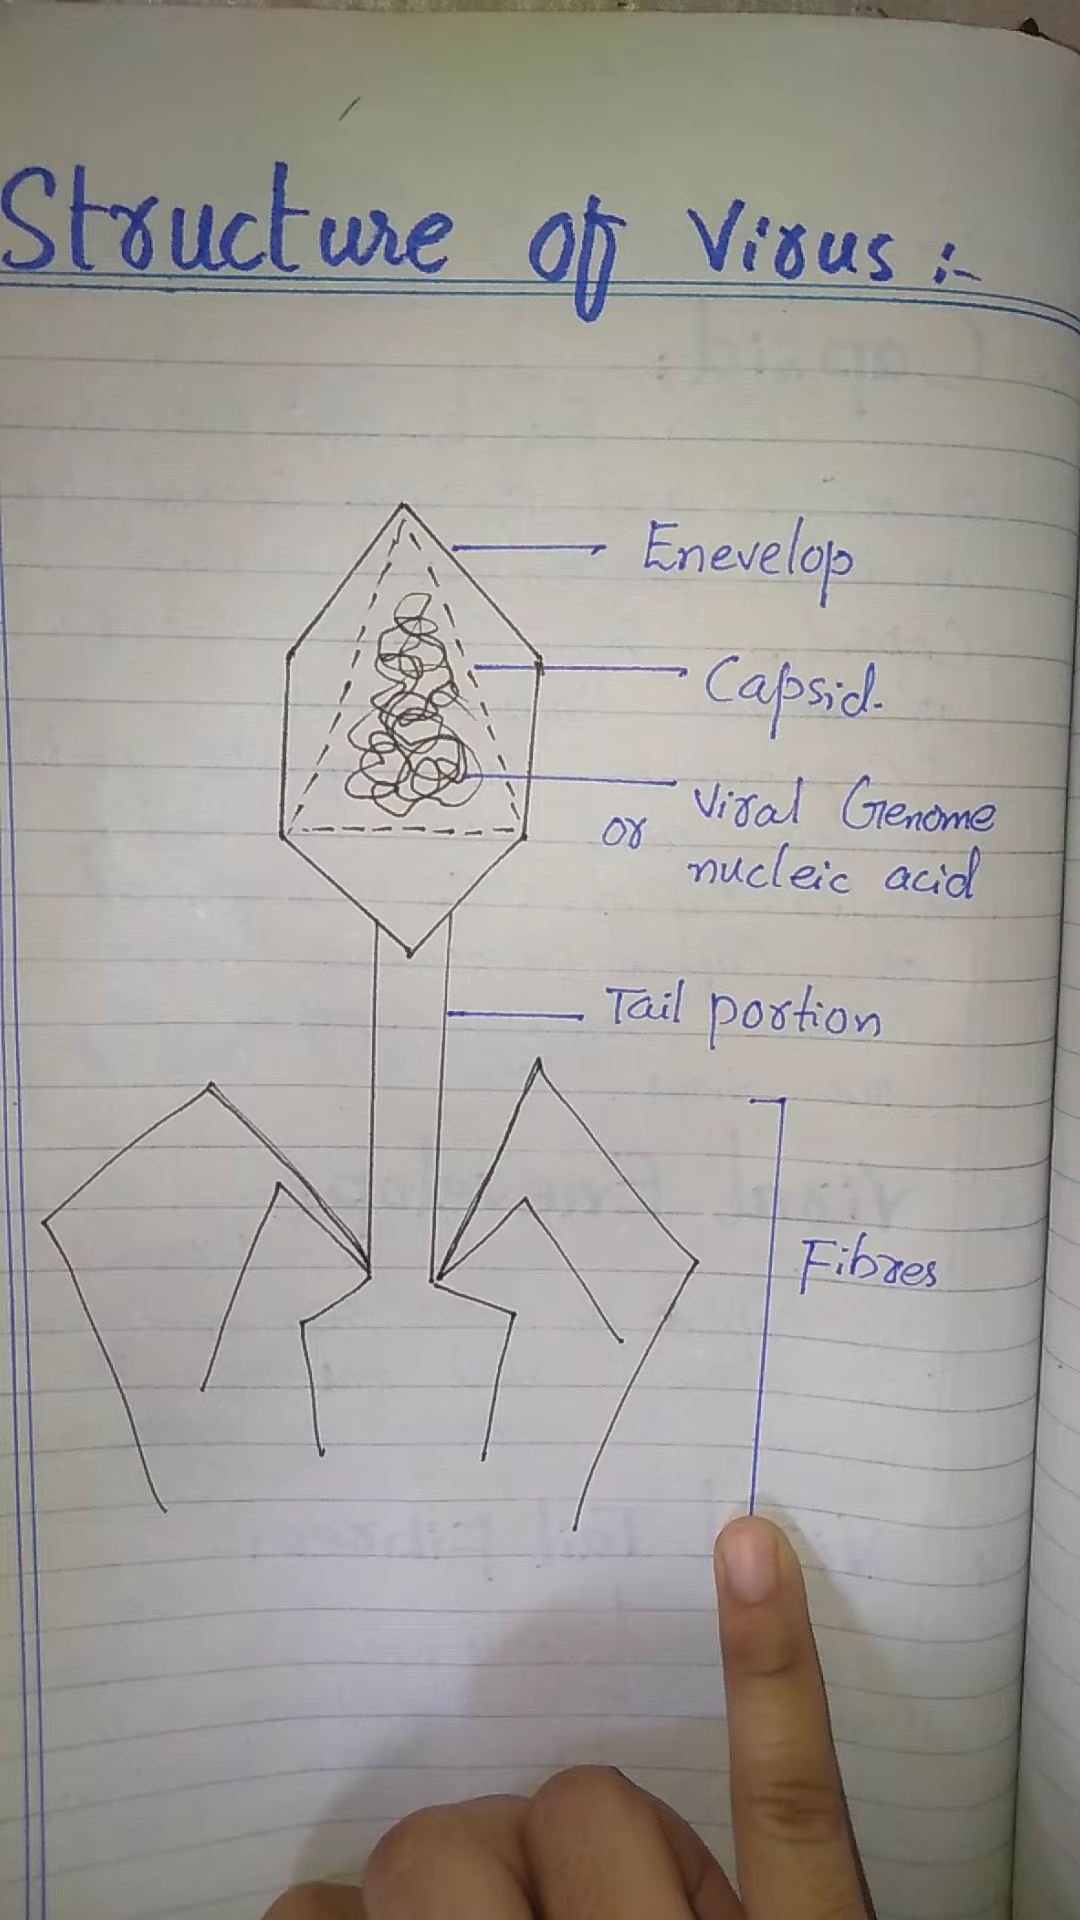 Structure of Virus :-
Enevelop
Capsid.
or Viral Genome
nucleic acid
Tail portion
Fibres